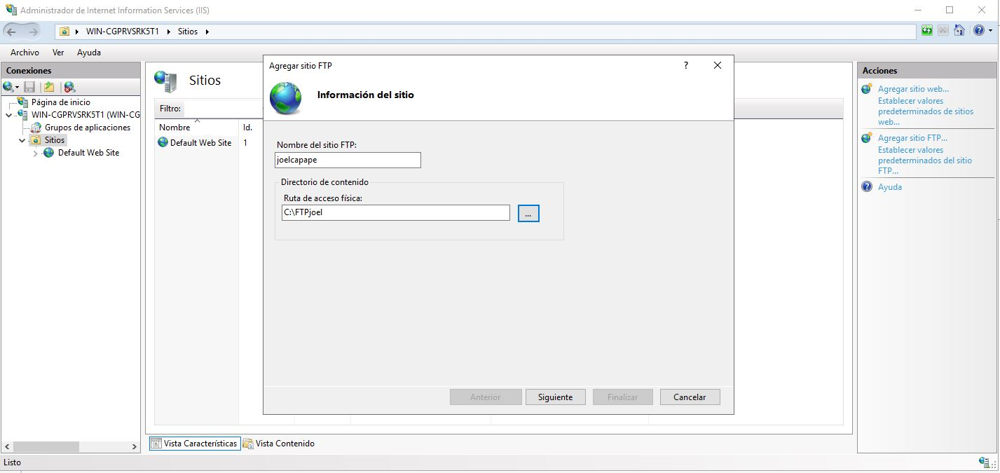 Administrador de Internet Information Services (IIS)
WIN-CGPRVSRK5T1 Sitios
Archivo Ver Ayuda
Conexiones
Página de inicio
WIN-CGPRVSRK5T1 (WIN-CG
Grupos de aplicaciones
Sitios
Default Web Site
Sitios
Filtro:
Nombre Id.
Default Web Site 1
Agregar sitio FTP ?
Información del sitio
Nombre del sitio FTP:
joelcapape
Directorio de contenido
Ruta de acceso física:
C:\FTPjoel
...
Anterior Siguiente Finalizar Cancelar
Vista Características Vista Contenido
Acciones
Agregar sitio web...
Establecer valores
predeterminados de sitios
web...
Agregar sitio FTP...
Establecer valores
predeterminados del sitio
FTP...
Ayuda
Listo